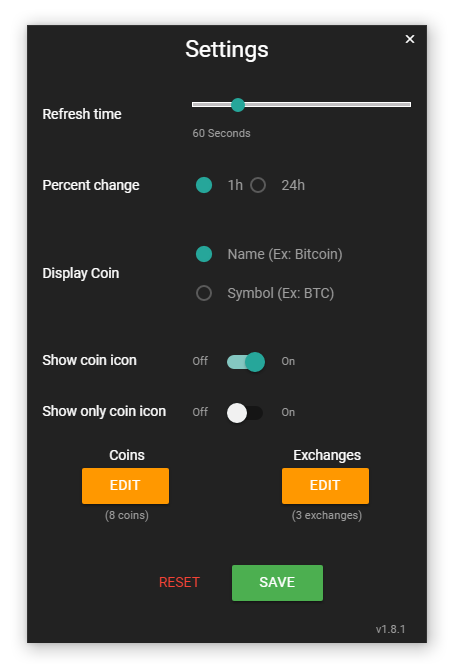 Settings
×
Refresh time
60 Seconds
Percent change 1h 24h
Name (Ex: Bitcoin)
Display Coin
Symbol (Ex: BTC)
Show coin icon Off On
Show only coin icon Off On
Coins Exchanges
EDIT EDIT
(8 coins) (3 exchanges)
RESET SAVE
v1.8.1